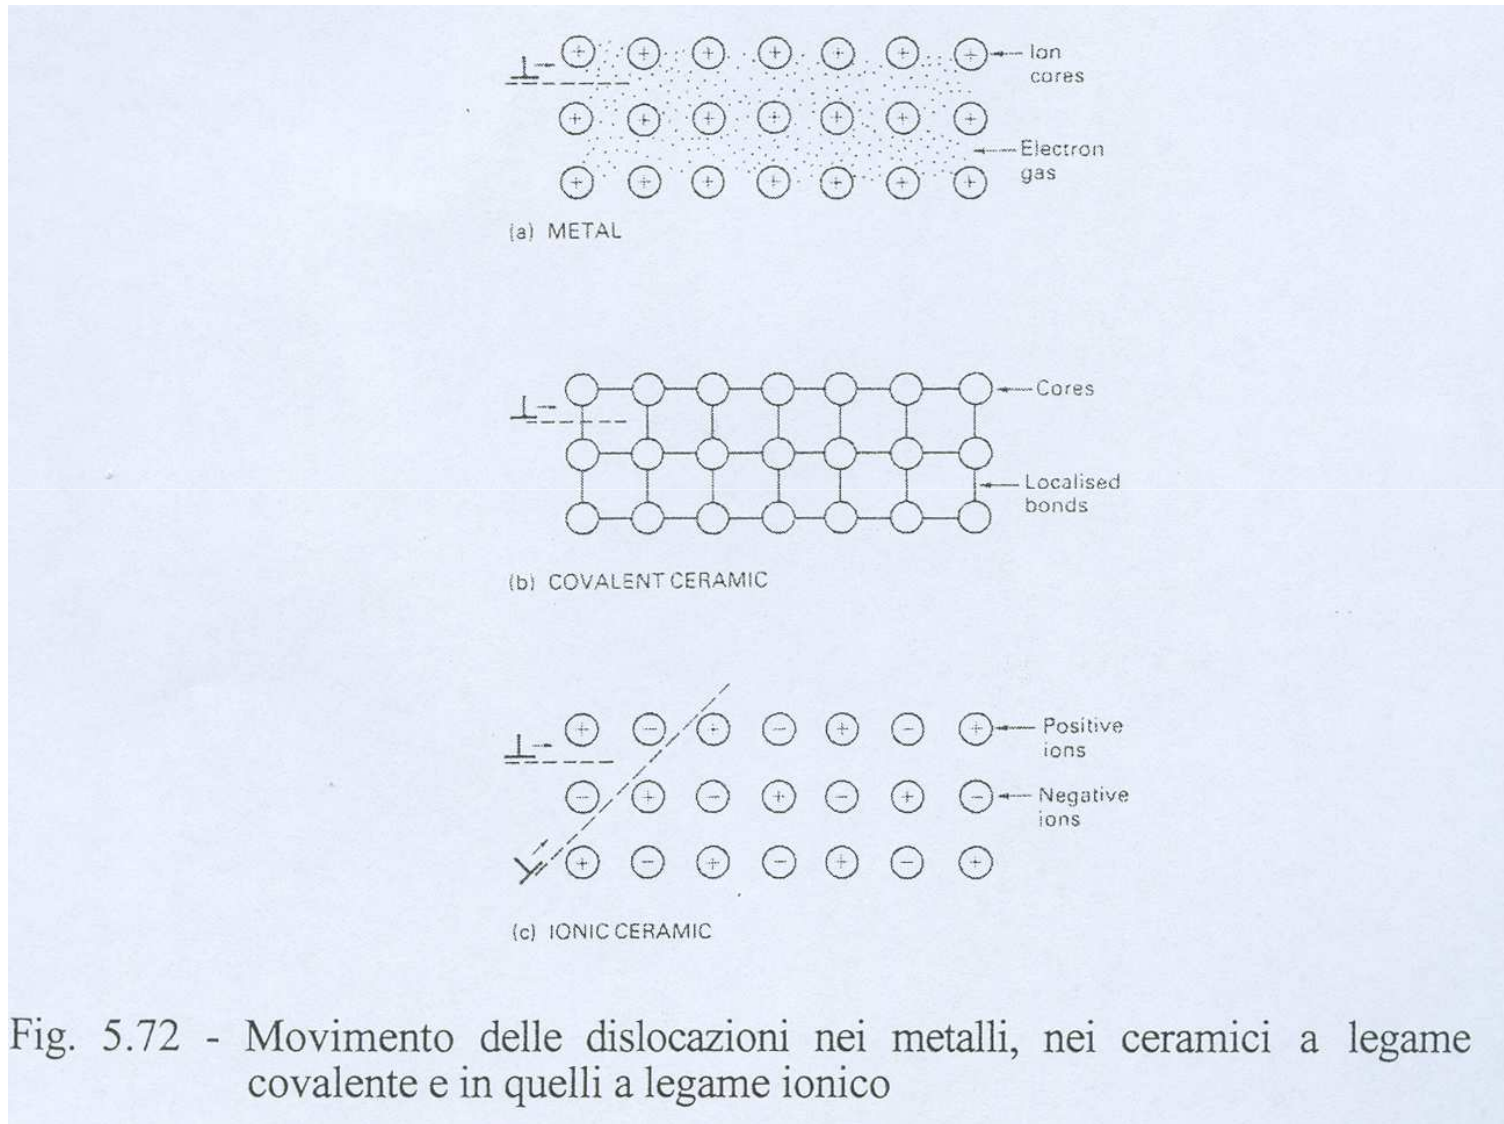 Ion
cores
Electron
gas
(a) METAL
Cores
Localised
bonds
(b) COVALENT CERAMIC
Positive
ions
Negative
ions
(c) IONIC CERAMIC
Fig. 5.72 - Movimento delle dislocazioni nei metalli, nei ceramici a legame
covalente e in quelli a legame ionico